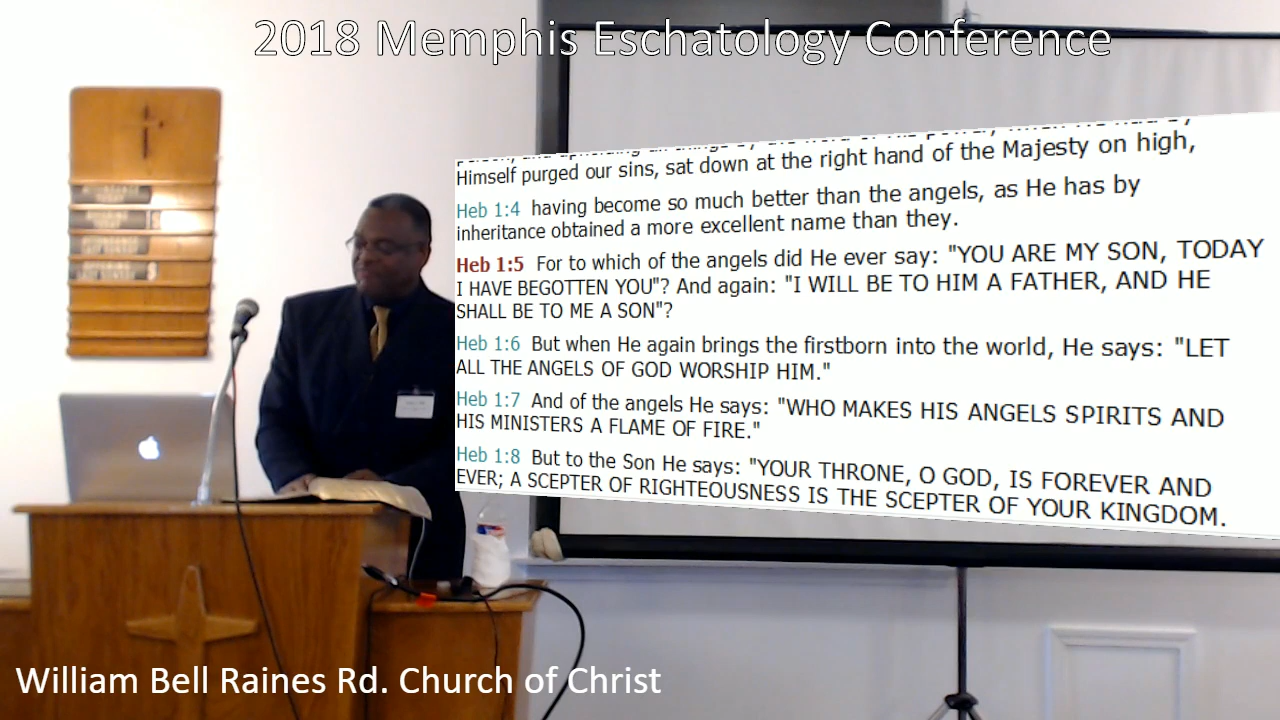 2018 Memphis Eschatology Conference
Himself purged our sins, sat down at the right hand of the Majesty on high,
Heb 1:4 having become so much better than the angels, as He has by
inheritance obtained a more excellent name than they.
Heb 1:5 For to which of the angels did He ever say: "YOU ARE MY SON, TODAY
I HAVE BEGOTTEN YOU"? And again: "I WILL BE TO HIM A FATHER, AND HE
SHALL BE TO ME A SON"?
Heb 1:6 But when He again brings the firstborn into the world, He says: "LET
ALL THE ANGELS OF GOD WORSHIP HIM."
Heb 1:7 And of the angels He says: "WHO MAKES HIS ANGELS SPIRITS AND
HIS MINISTERS A FLAME OF FIRE."
Heb 1:8 But to the Son He says: "YOUR THRONE, O GOD, IS FOREVER AND
EVER; A SCEPTER OF RIGHTEOUSNESS IS THE SCEPTER OF YOUR KINGDOM.
William Bell Raines Rd. Church of Christ